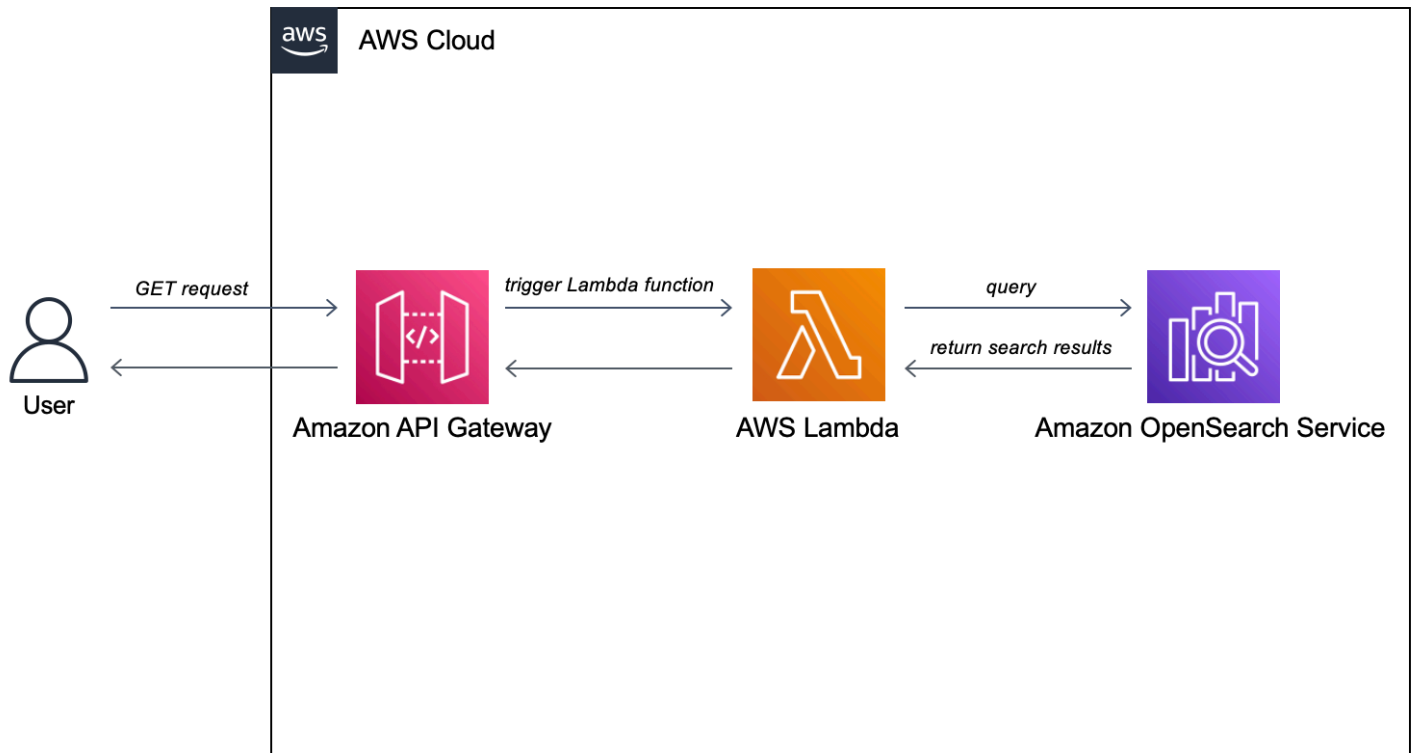 aws
AWS Cloud
GET request
trigger Lambda function
query
return search results
</>
User
Amazon API Gateway
AWS Lambda
Amazon OpenSearch Service